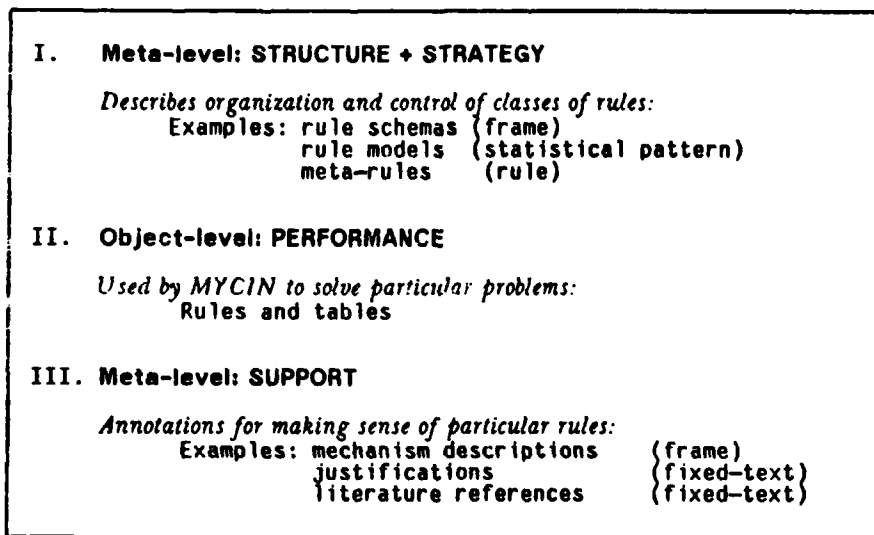 I. Meta-level: STRUCTURE + STRATEGY
Describes organization and control of classes of rules:
Examples: rule schemas (frame)
rule models (statistical pattern)
meta-rules (rule)
II. Object-level: PERFORMANCE
Used by MYCIN to solve particular problems:
Rules and tables
III. Meta-level: SUPPORT
Annotations for making sense of particular rules:
Examples: mechanism descriptions (frame)
justifications (fixed-text)
literature references (fixed-text)